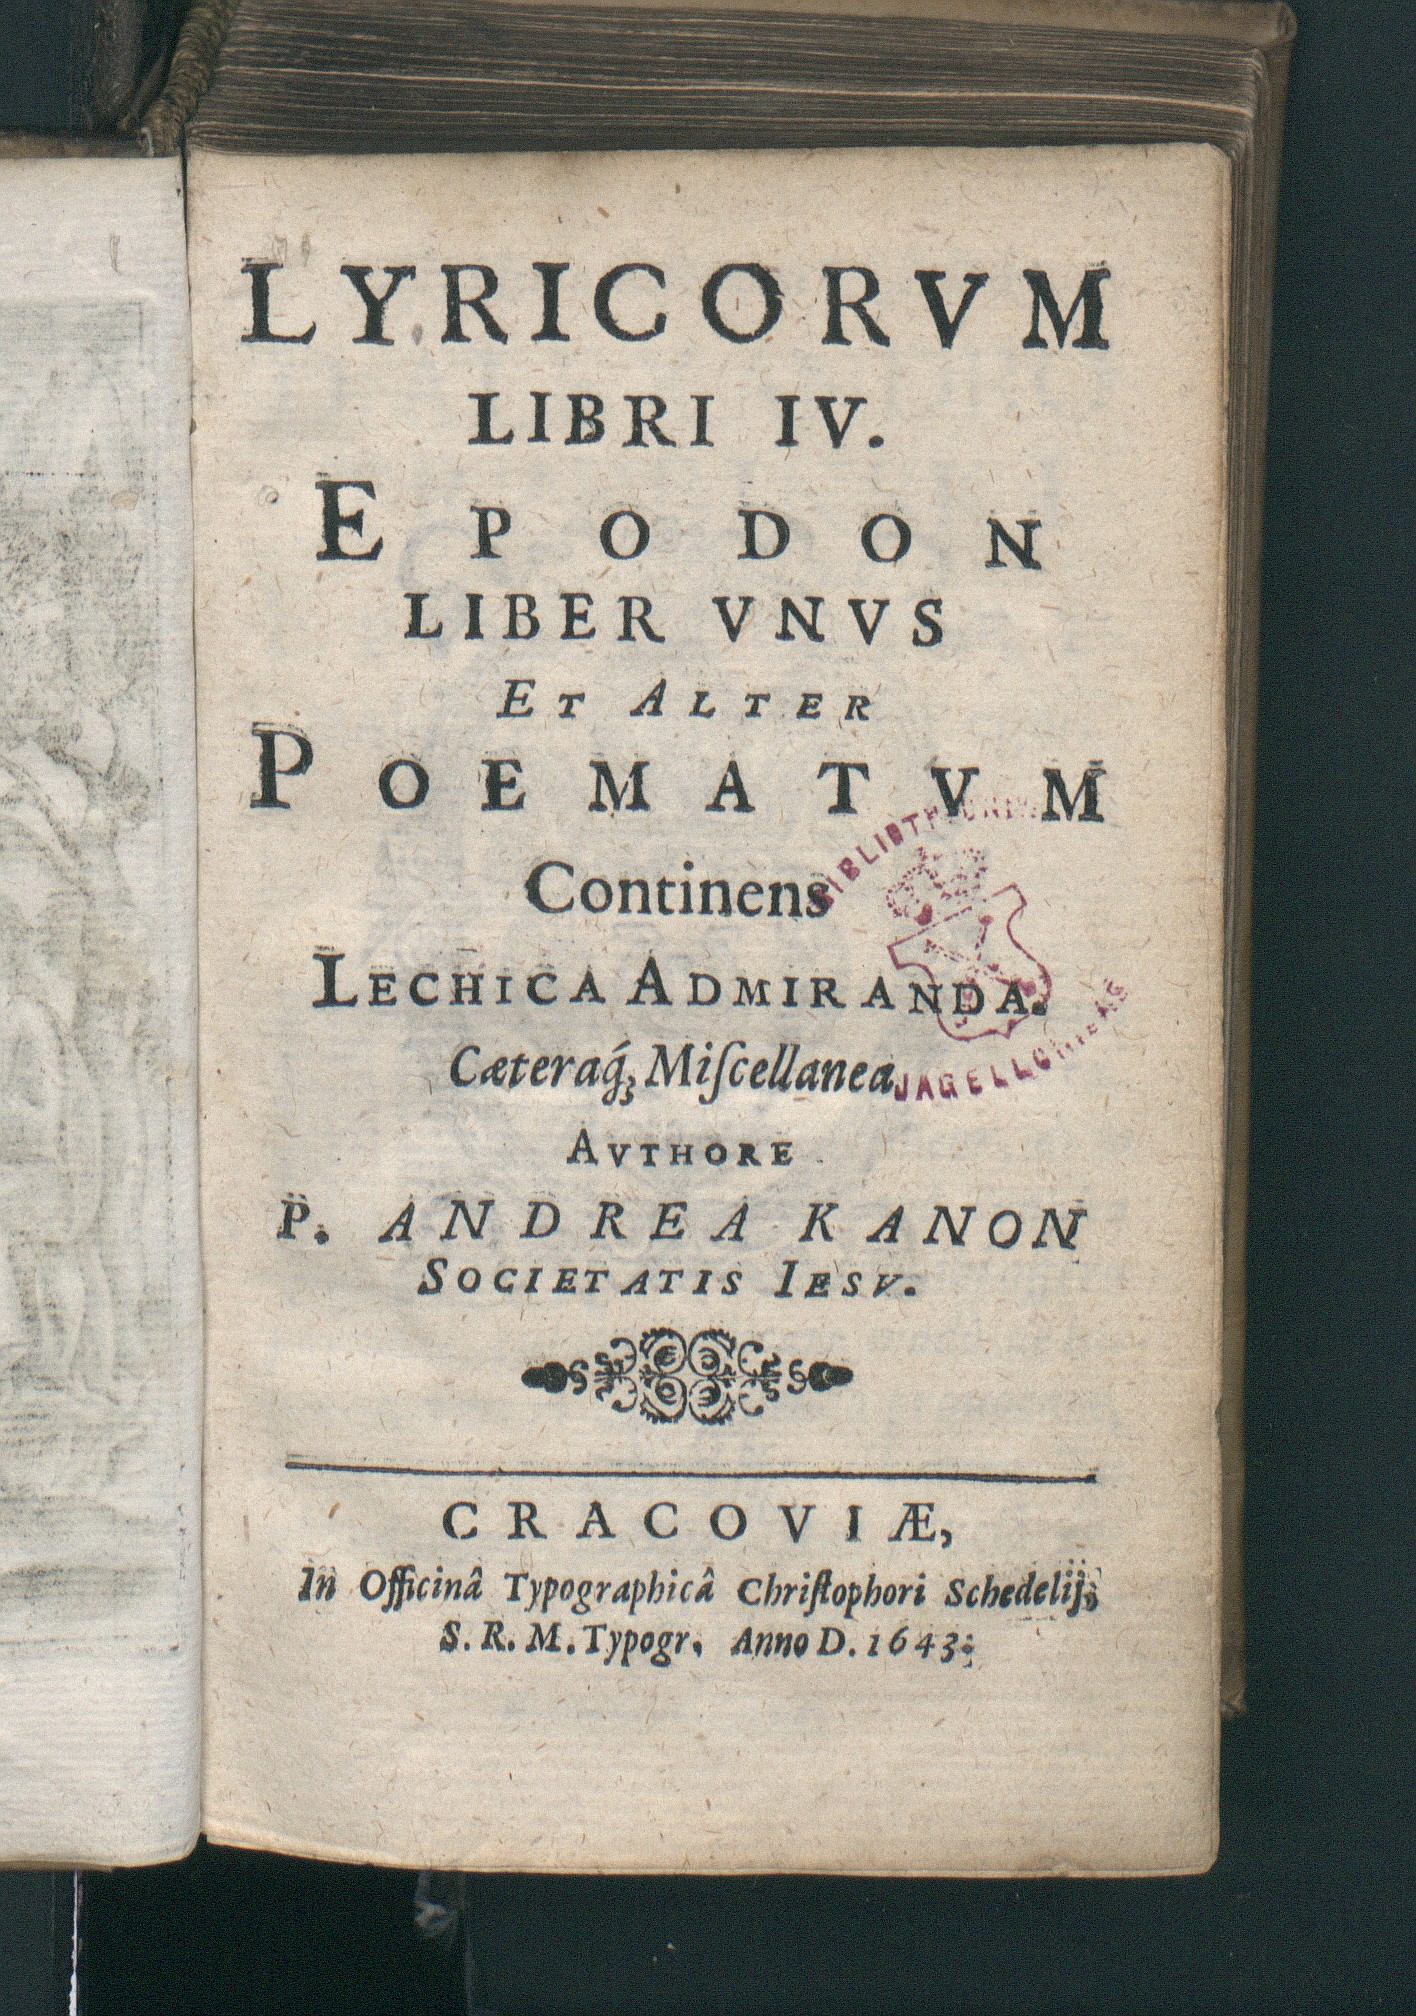 LYRICORVM
LIBRI IV.
EPODON
LIBER VNVS
ET ALTER
POEMATVM
Continens
LECHICA ADMIRANDA.
Cæteraq́; Miſcellanea
AVTHORE
P. ANDREA KANON
SOCIETATIS IESV.
CRACOVIÆ,
In Officinâ Typographicâ Chriſtophori Schedelij,
S. R. M. Typogr. Anno D. 1643.
JAGELLONICAE